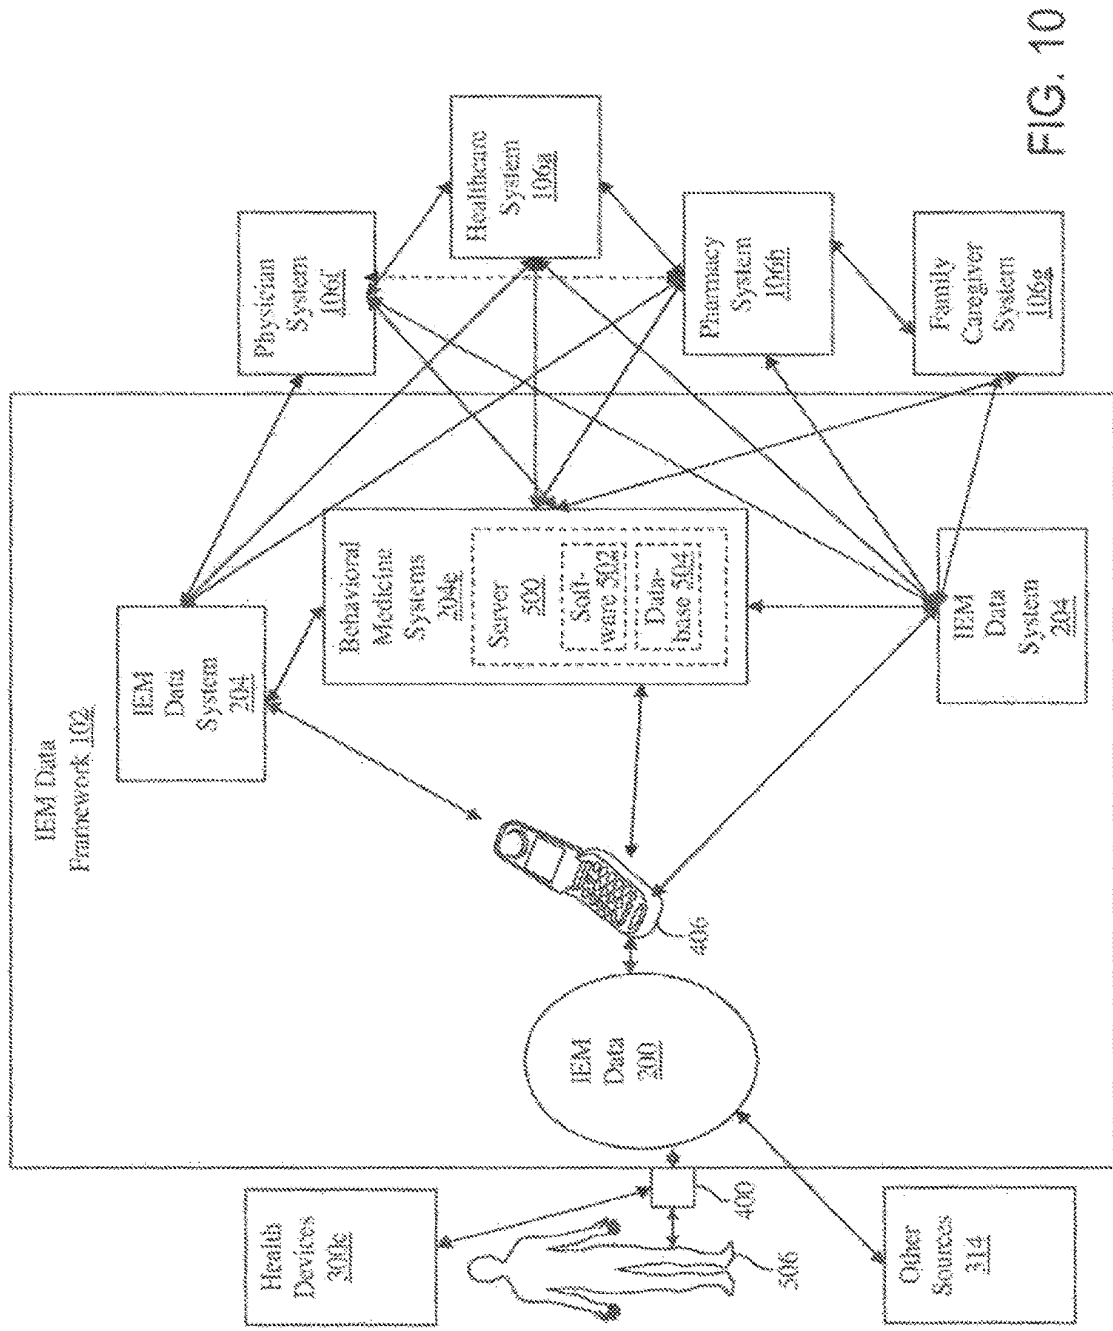 IEM Data
Framework 102
IEM
Data
System
204
Physician
System
106f
Healthcare
System
106a
Behavioral
Medicine
Systems
204e
Server
500
Soft-
ware 502
Data-
base 504
Pharmacy
System
106b
Family
Caregiver
System
106g
IEM
Data
System
204
406
IEM
Data
200
Health
Devices
300c
400
506
Other
Sources
314
FIG. 10